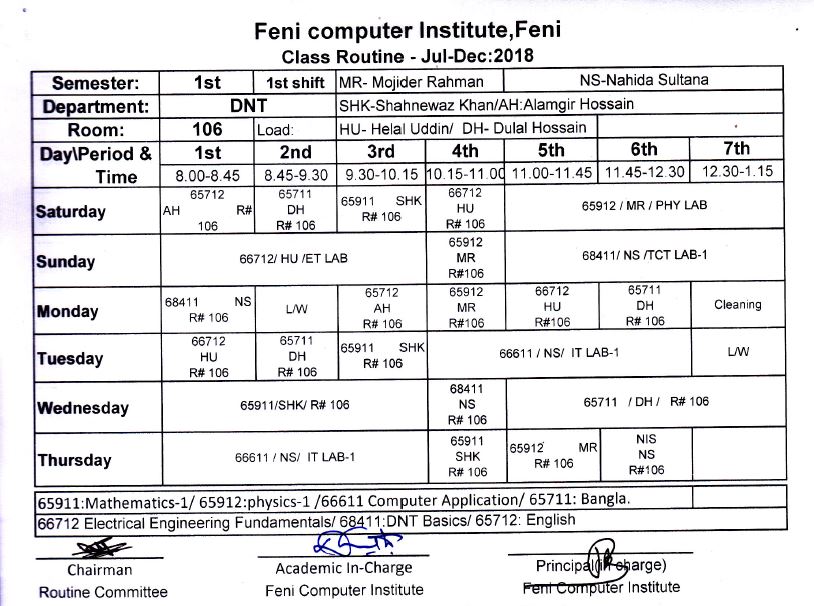 Feni computer Institute,Feni
Class Routine - Jul-Dec:2018
Semester: 1st 1st shift MR- Mojider Rahman NS-Nahida Sultana
Department: DNT SHK-Shahnewaz Khan/AH:Alamgir Hossain
Room: 106 Load: HU- Helal Uddin/ DH- Dulal Hossain
Day\Period & Time 1st 2nd 3rd 4th 5th 6th 7th
8.00-8.45 8.45-9.30 9.30-10.15 10.15-11.00 11.00-11.45 11.45-12.30 12.30-1.15
Saturday 65712 AH R# 106 65711 DH R# 106 65911 SHK R# 106 66712 HU R# 106 65912 / MR / PHY LAB
Sunday 66712/ HU /ET LAB 65912 MR R#106 68411/ NS /TCT LAB-1
Monday 68411 NS R# 106 L/W 65712 AH R# 106 65912 MR R#106 66712 HU R#106 65711 DH R# 106 Cleaning
Tuesday 66712 HU R# 106 65711 DH R# 106 65911 SHK R# 106 66611 / NS/ IT LAB-1 L/W
Wednesday 65911/SHK/ R# 106 68411 NS R# 106 65711 / DH / R# 106
Thursday 66611 / NS/ IT LAB-1 65911 SHK R# 106 65912 MR R# 106 NIS NS R#106
65911:Mathematics-1/ 65912:physics-1 /66611 Computer Application/ 65711: Bangla.
66712 Electrical Engineering Fundamentals/ 68411:DNT Basics/ 65712: English
Chairman Academic In-Charge Principal(in charge)
Routine Committee Feni Computer Institute Feni Computer Institute